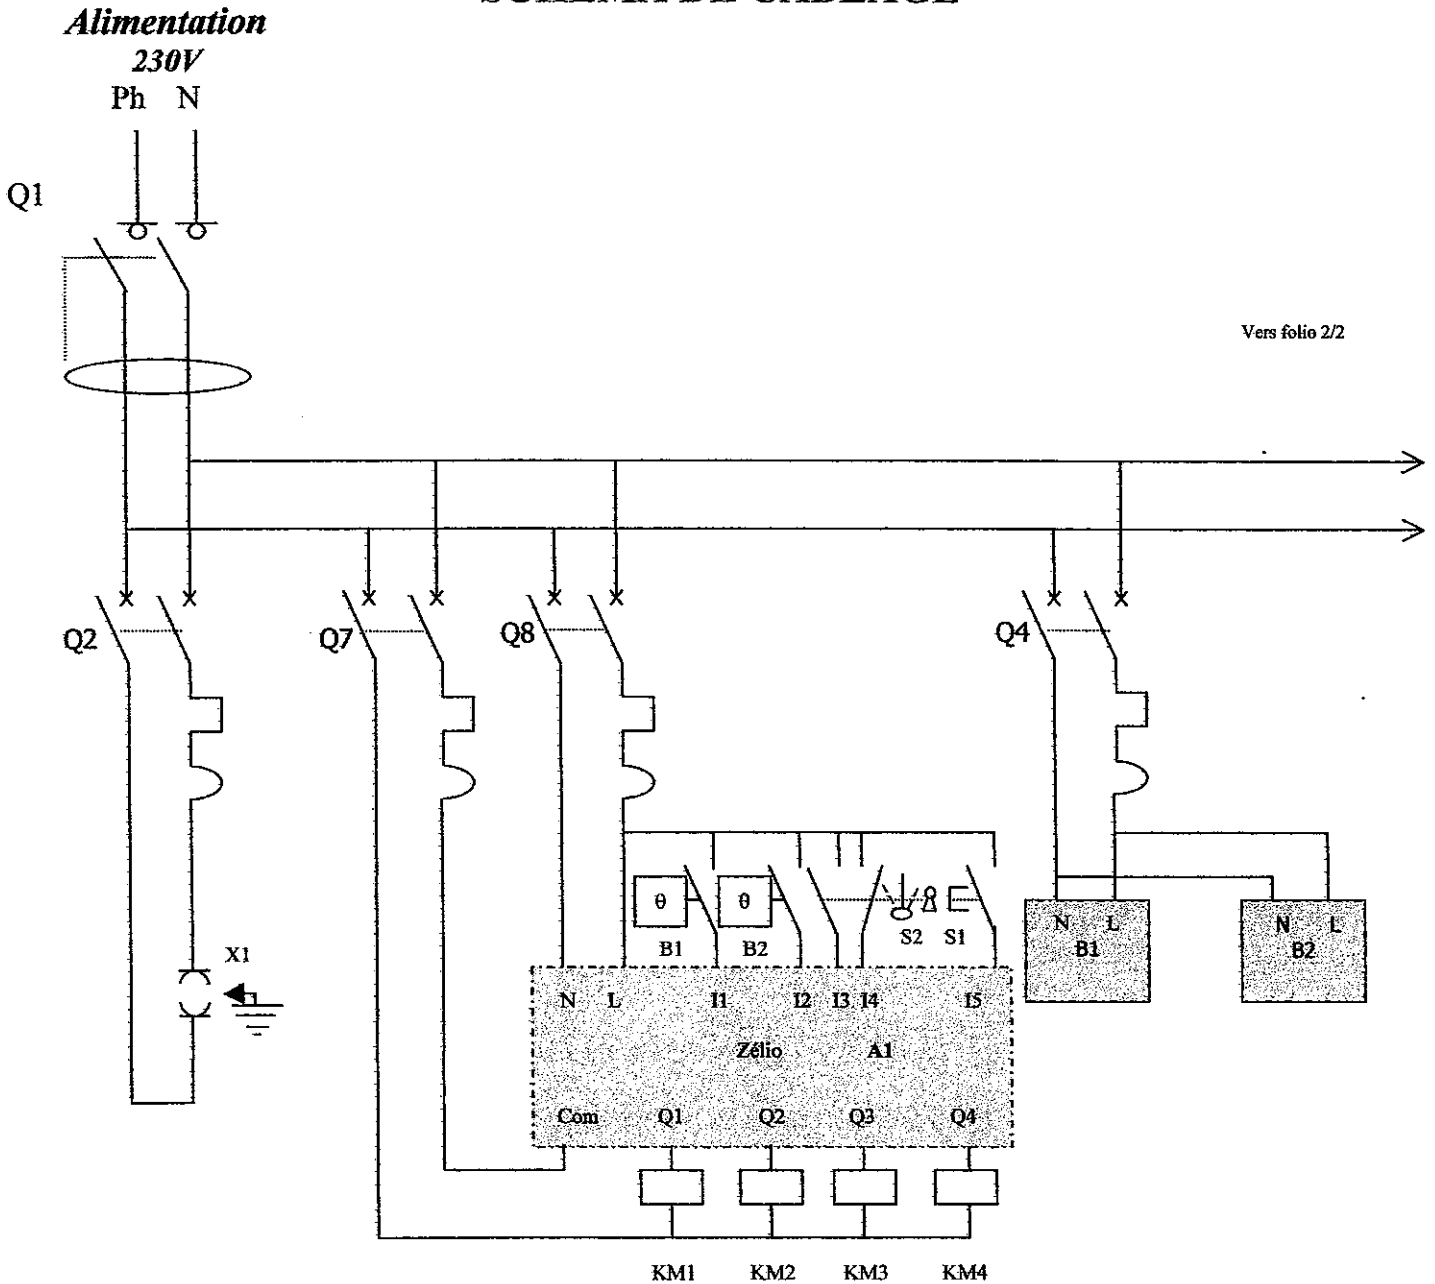 Alimentation
230V
Ph N
Q1
Vers folio 2/2
Q2 Q7 Q8 Q4
θ θ
B1 B2 S2 S1
X1
N L I1 I2 I3 I4 I5
Zélio A1
Com Q1 Q2 Q3 Q4
N L
B1
N L
B2
KM1 KM2 KM3 KM4